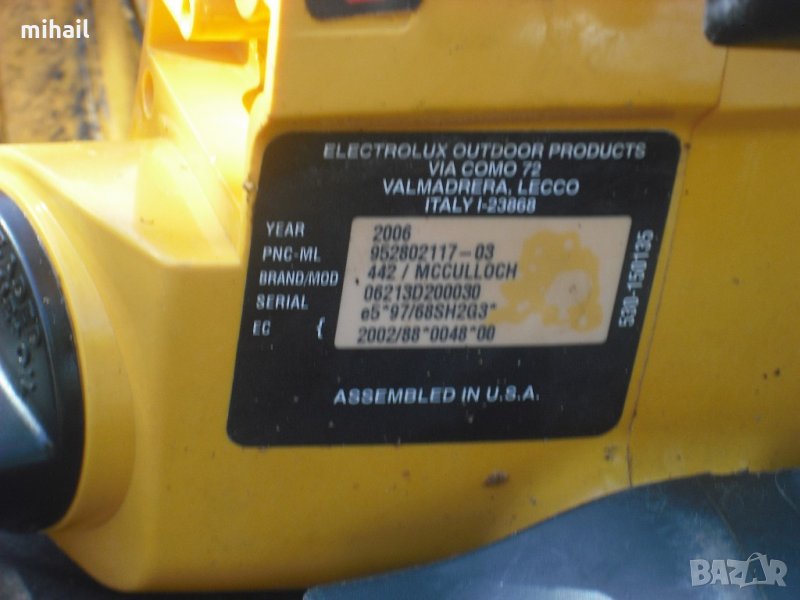 mihail
ELECTROLUX OUTDOOR PRODUCTS
VIA COMO 72
VALMADRERA, LECCO
ITALY I-23868
YEAR 2006
PNC-ML 952802117-03
BRAND/MOD 442 / MCCULLOCH
SERIAL 06213D200030
EC { e5*97/68SH2G3*
2002/88*0048*00
530-150135
ASSEMBLED IN U.S.A.
BAZAR